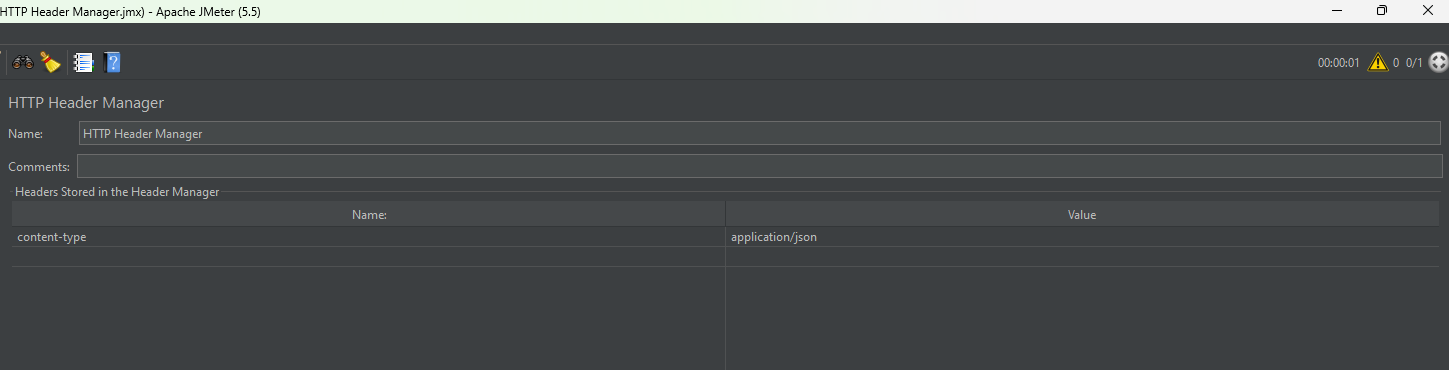 HTTP Header Manager.jmx) - Apache JMeter (5.5)
00:00:01 0 0/1
HTTP Header Manager
Name: HTTP Header Manager
Comments:
Headers Stored in the Header Manager
Name: Value
content-type application/json